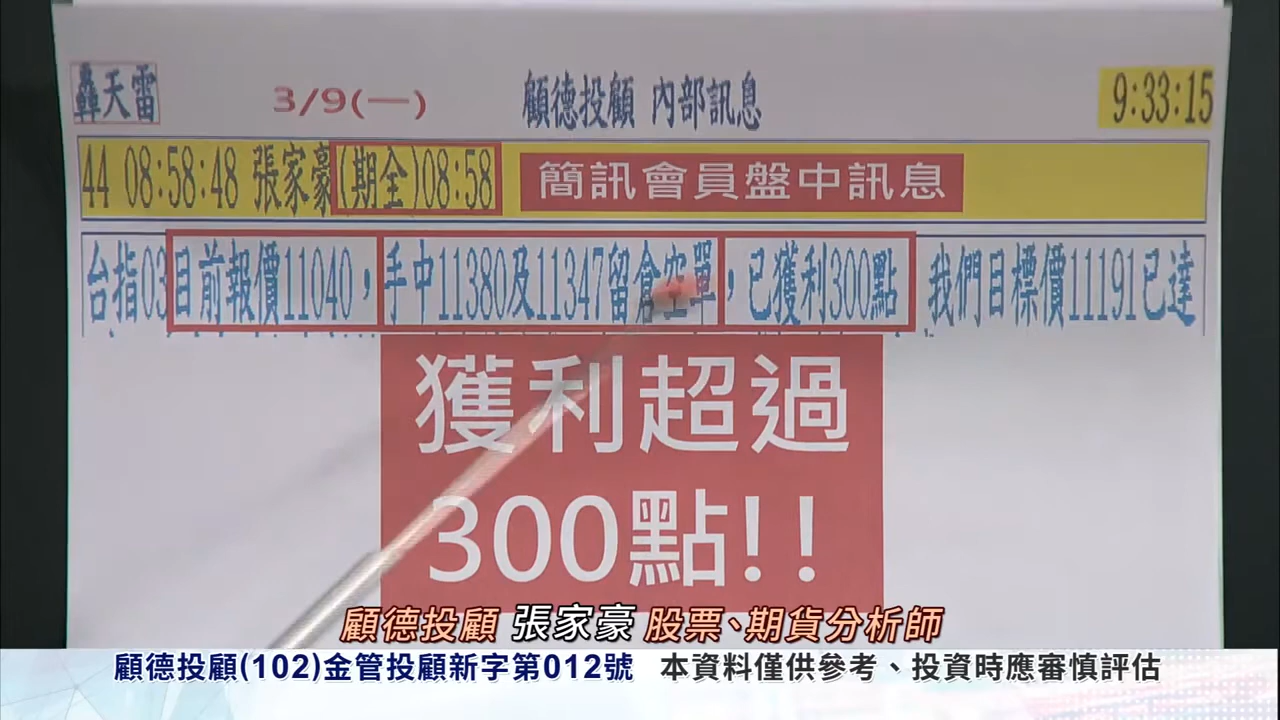 轟天雷 3/9(一) 顧德投顧 內部訊息 9:33:15
44 08:58:48 張家豪(期全)08:58 簡訊會員盤中訊息
台指03目前報價11040，手中11380及11347留倉空單，已獲利300點 我們目標價11191已達
獲利超過
300點!!
顧德投顧 張家豪 股票、期貨分析師
顧德投顧(102)金管投顧新字第012號 本資料僅供參考、投資時應審慎評估